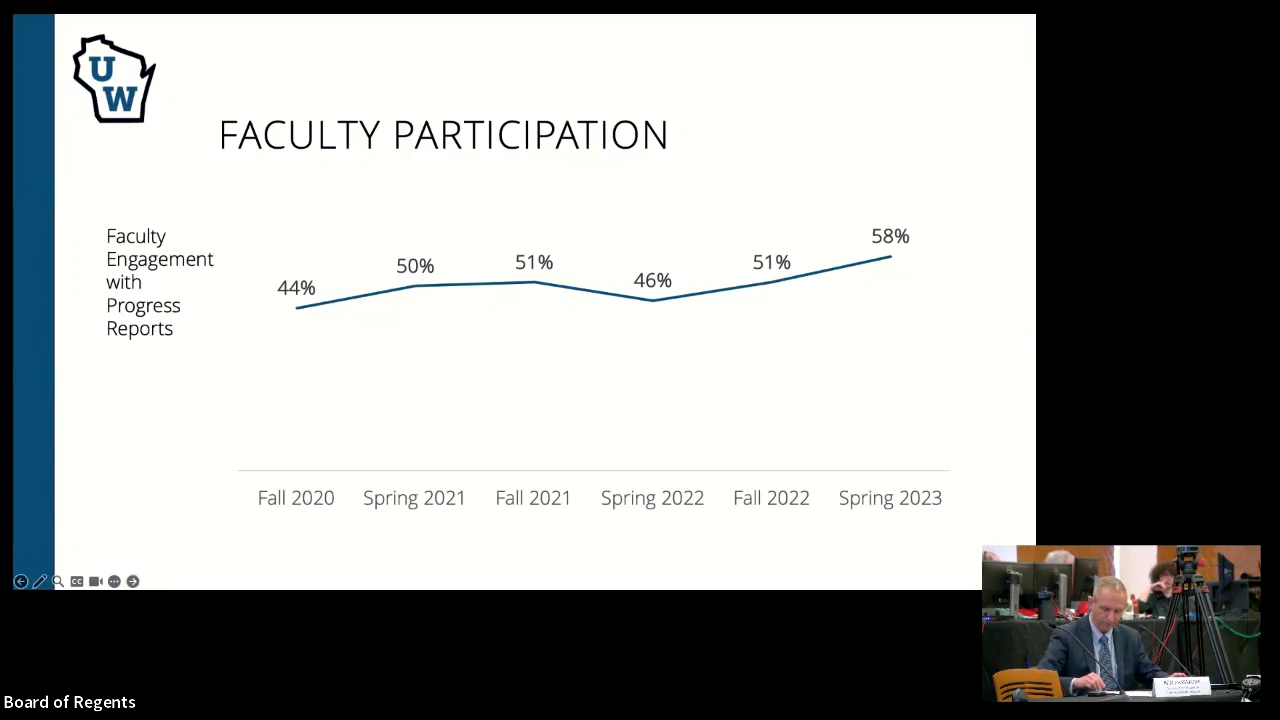 U
W
FACULTY PARTICIPATION
Faculty
Engagement
with
Progress
Reports
44%
50%
51%
46%
51%
58%
Fall 2020
Spring 2021
Fall 2021
Spring 2022
Fall 2022
Spring 2023
CC
Board of Regents